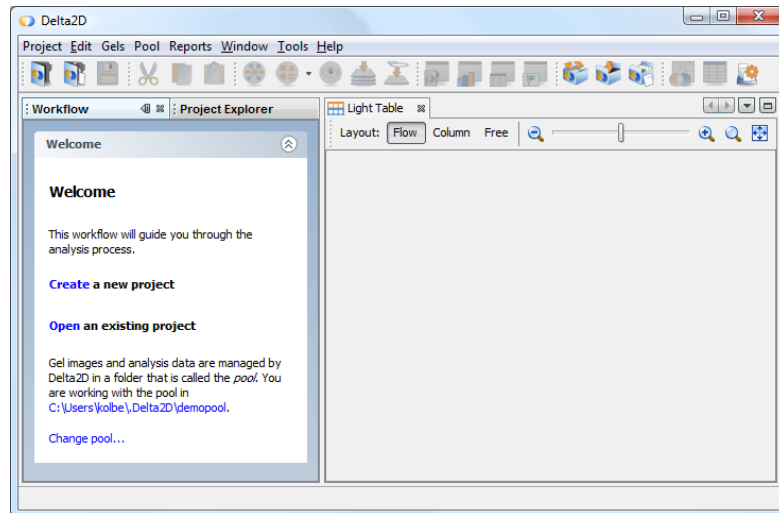 Delta2D
Project Edit Gels Pool Reports Window Tools Help
Workflow
Project Explorer
Light Table
Layout: Flow Column Free
Welcome
Welcome
This workflow will guide you through the
analysis process.
Create a new project
Open an existing project
Gel images and analysis data are managed by
Delta2D in a folder that is called the pool. You
are working with the pool in
C:\Users\kolbe\.Delta2D\demopool.
Change pool...